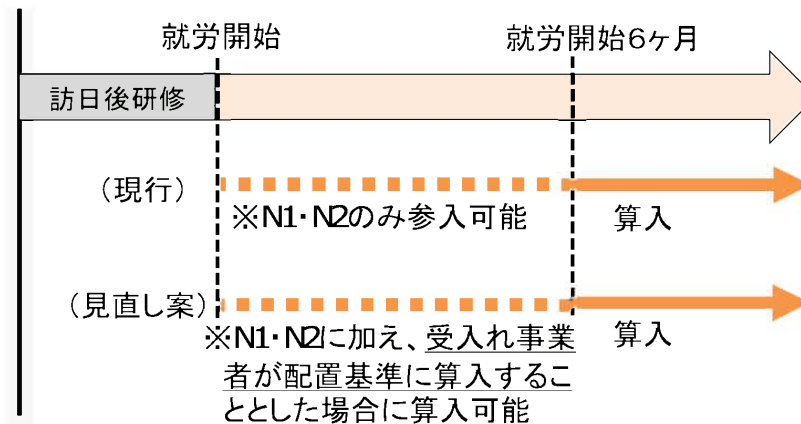 就労開始
就労開始6ヶ月
訪日後研修
（現行）
※N1・N2のみ参入可能
算入
（見直し案）
※N1・N2に加え、受入れ事業
者が配置基準に算入するこ
ととした場合に算入可能
算入